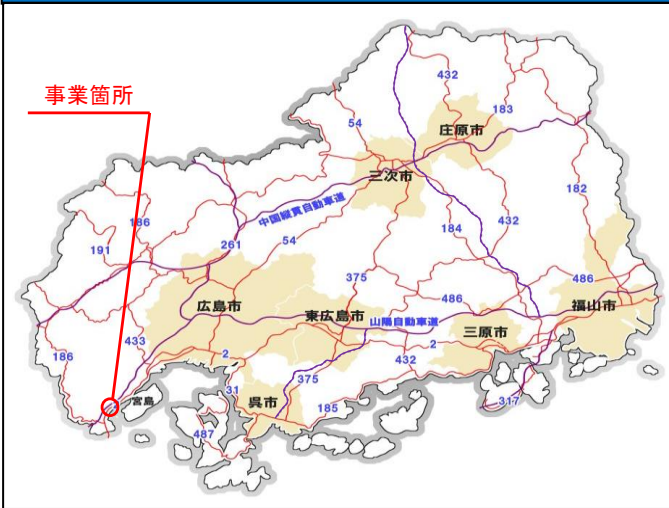 事業箇所
432
183
54
庄原市
三次市
182
中国縦貫自動車道
186
191
261
54
184
432
375
486
486
広島市
東広島市
山陽自動車道
福山市
三原市
433
2
2
186
432
31
375
呉市
185
宮島
317
487